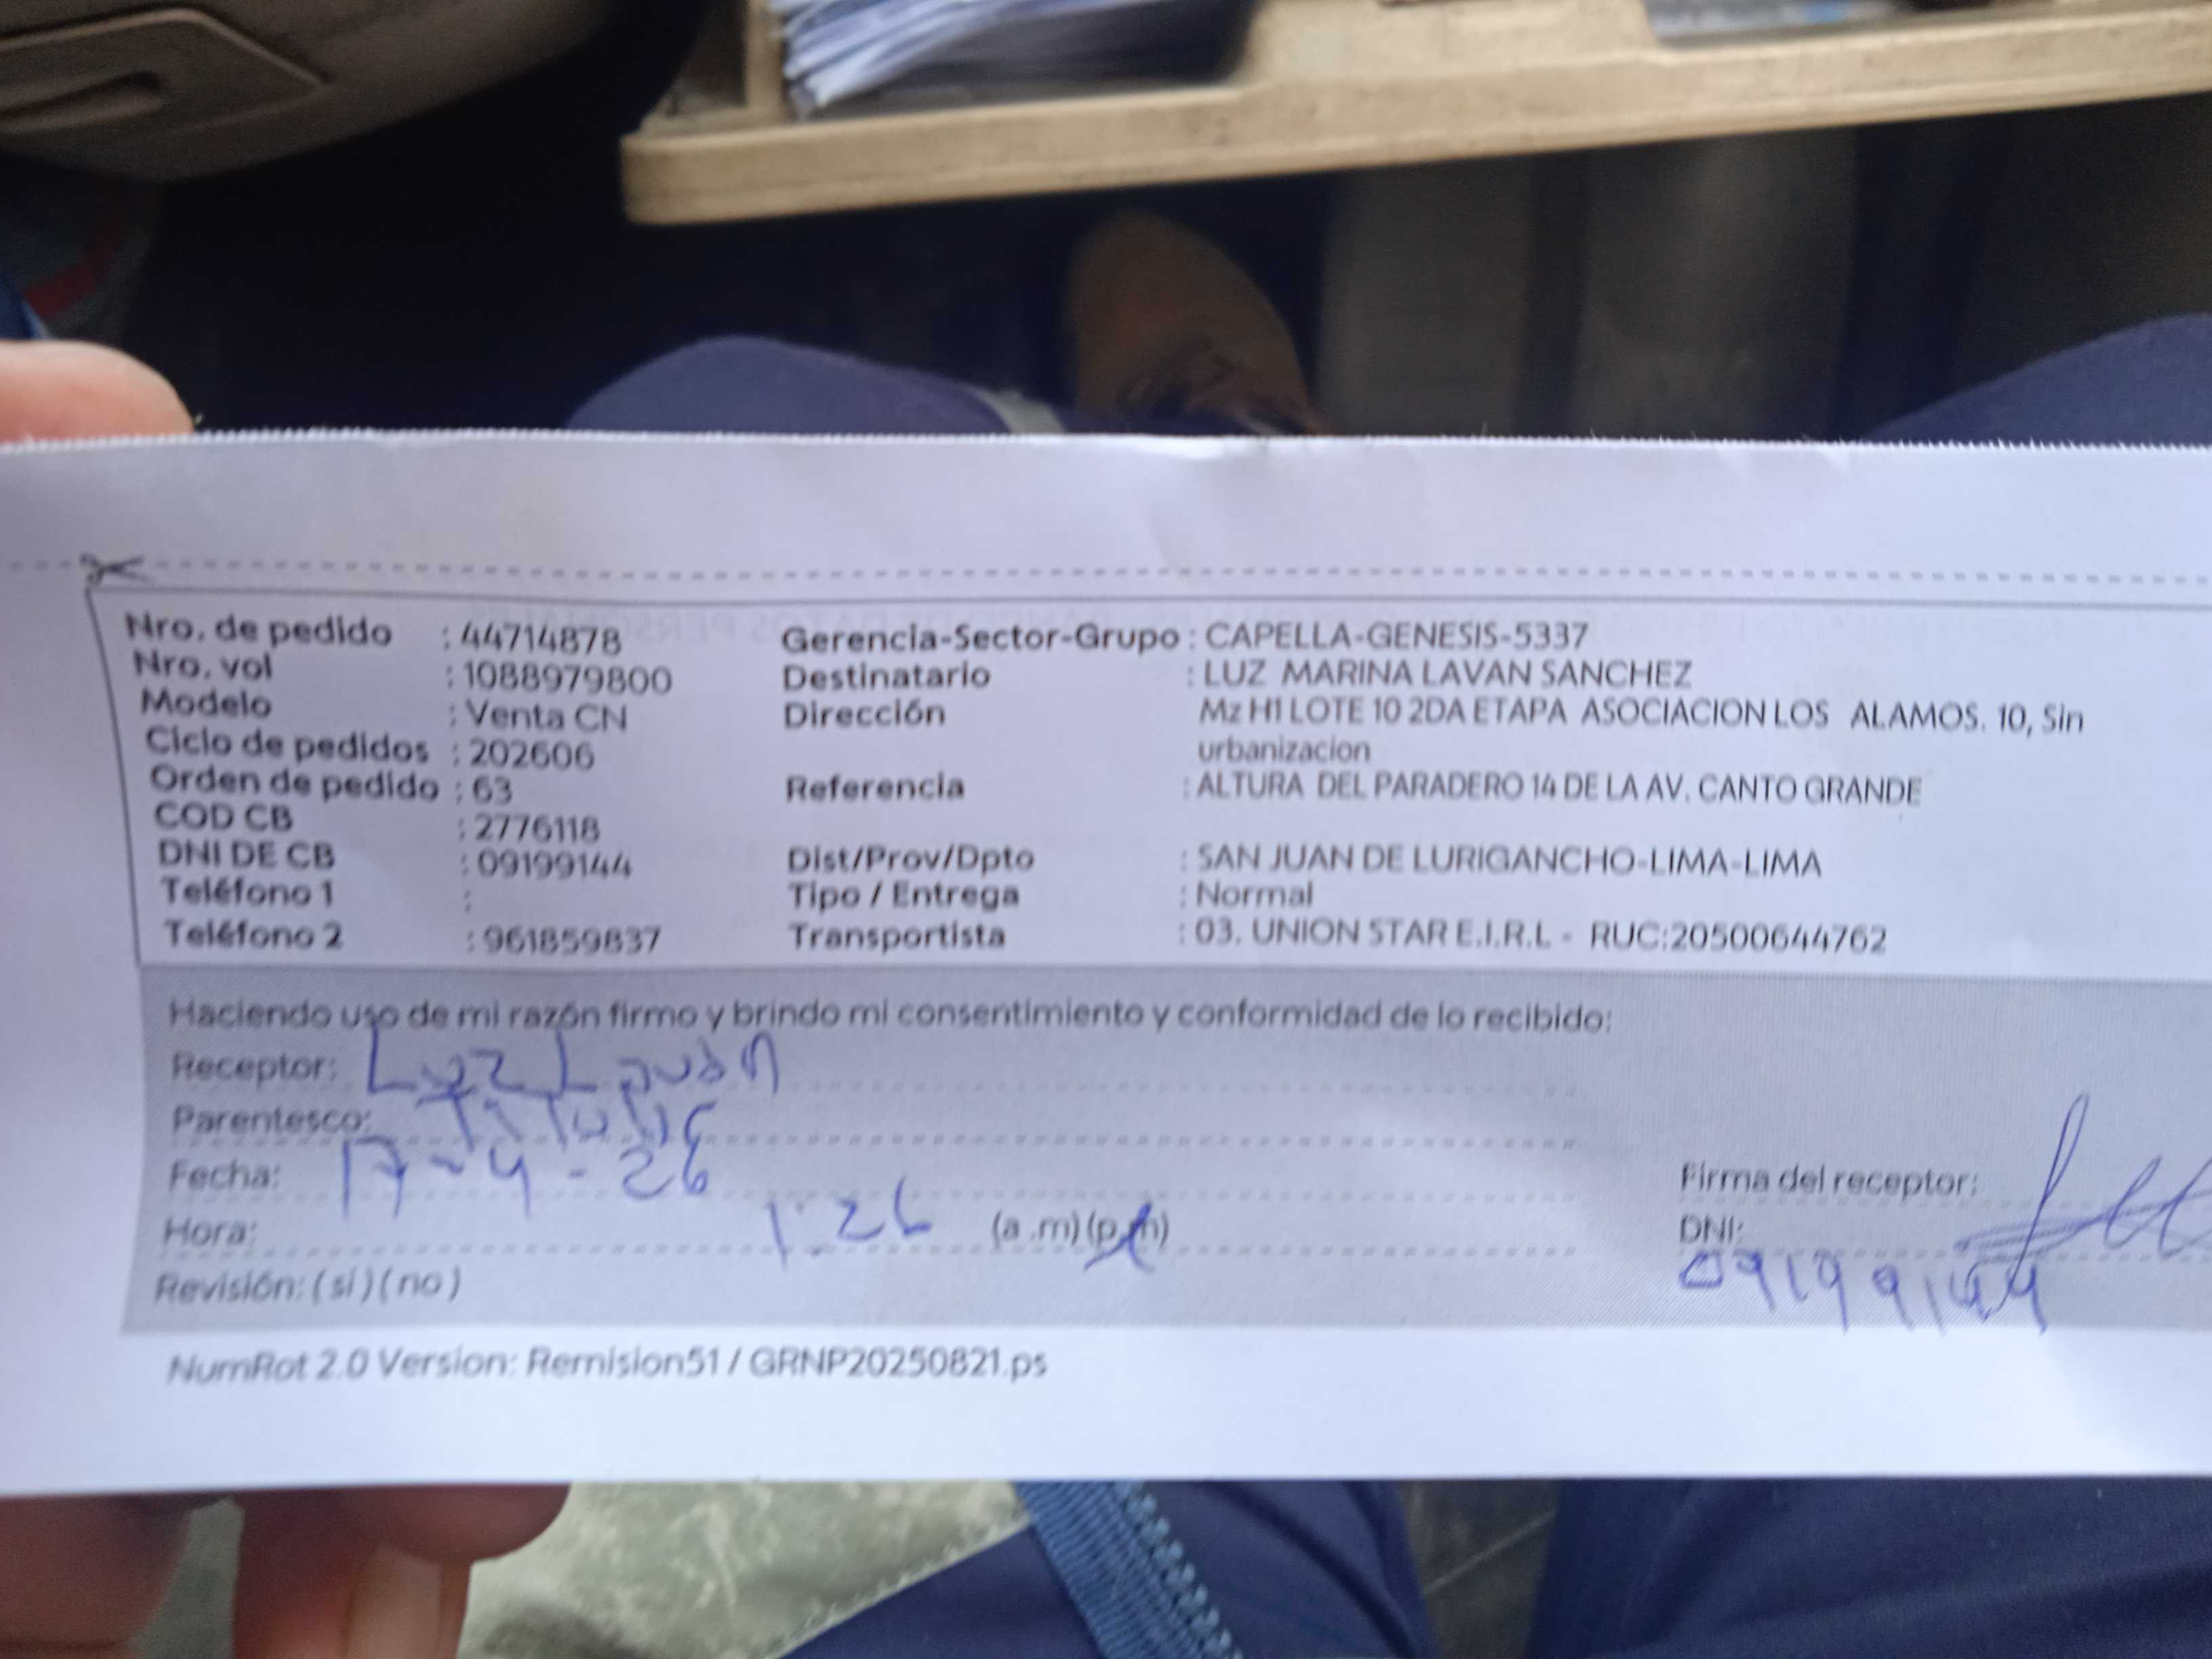 Nro. de pedido : 44714878 Gerencia-Sector-Grupo : CAPELLA-GENESIS-5337
Nro. vol : 1088979800 Destinatario : LUZ MARINA LAVAN SANCHEZ
Modelo : Venta CN Dirección Mz H1 LOTE 10 2DA ETAPA ASOCIACION LOS ALAMOS. 10, Sin
Ciclo de pedidos : 202606 urbanizacion
Orden de pedido : 63 Referencia : ALTURA DEL PARADERO 14 DE LA AV. CANTO GRANDE
COD CB : 2776118
DNI DE CB : 09199144 Dist/Prov/Dpto : SAN JUAN DE LURIGANCHO-LIMA-LIMA
Teléfono 1 : Tipo / Entrega : Normal
Teléfono 2 : 961859837 Transportista : 03. UNION STAR E.I.R.L - RUC:20500644762
Haciendo uso de mi razón firmo y brindo mi consentimiento y conformidad de lo recibido:
Receptor: Luz Laván
Parentesco:
Fecha: 17-4-26 Firma del receptor:
Hora: 1:26 (a .m) (p.m) DNI:
09199144
Revisión: (si) (no)
NumRot 2.0 Version: Remision51 / GRNP20250821.ps